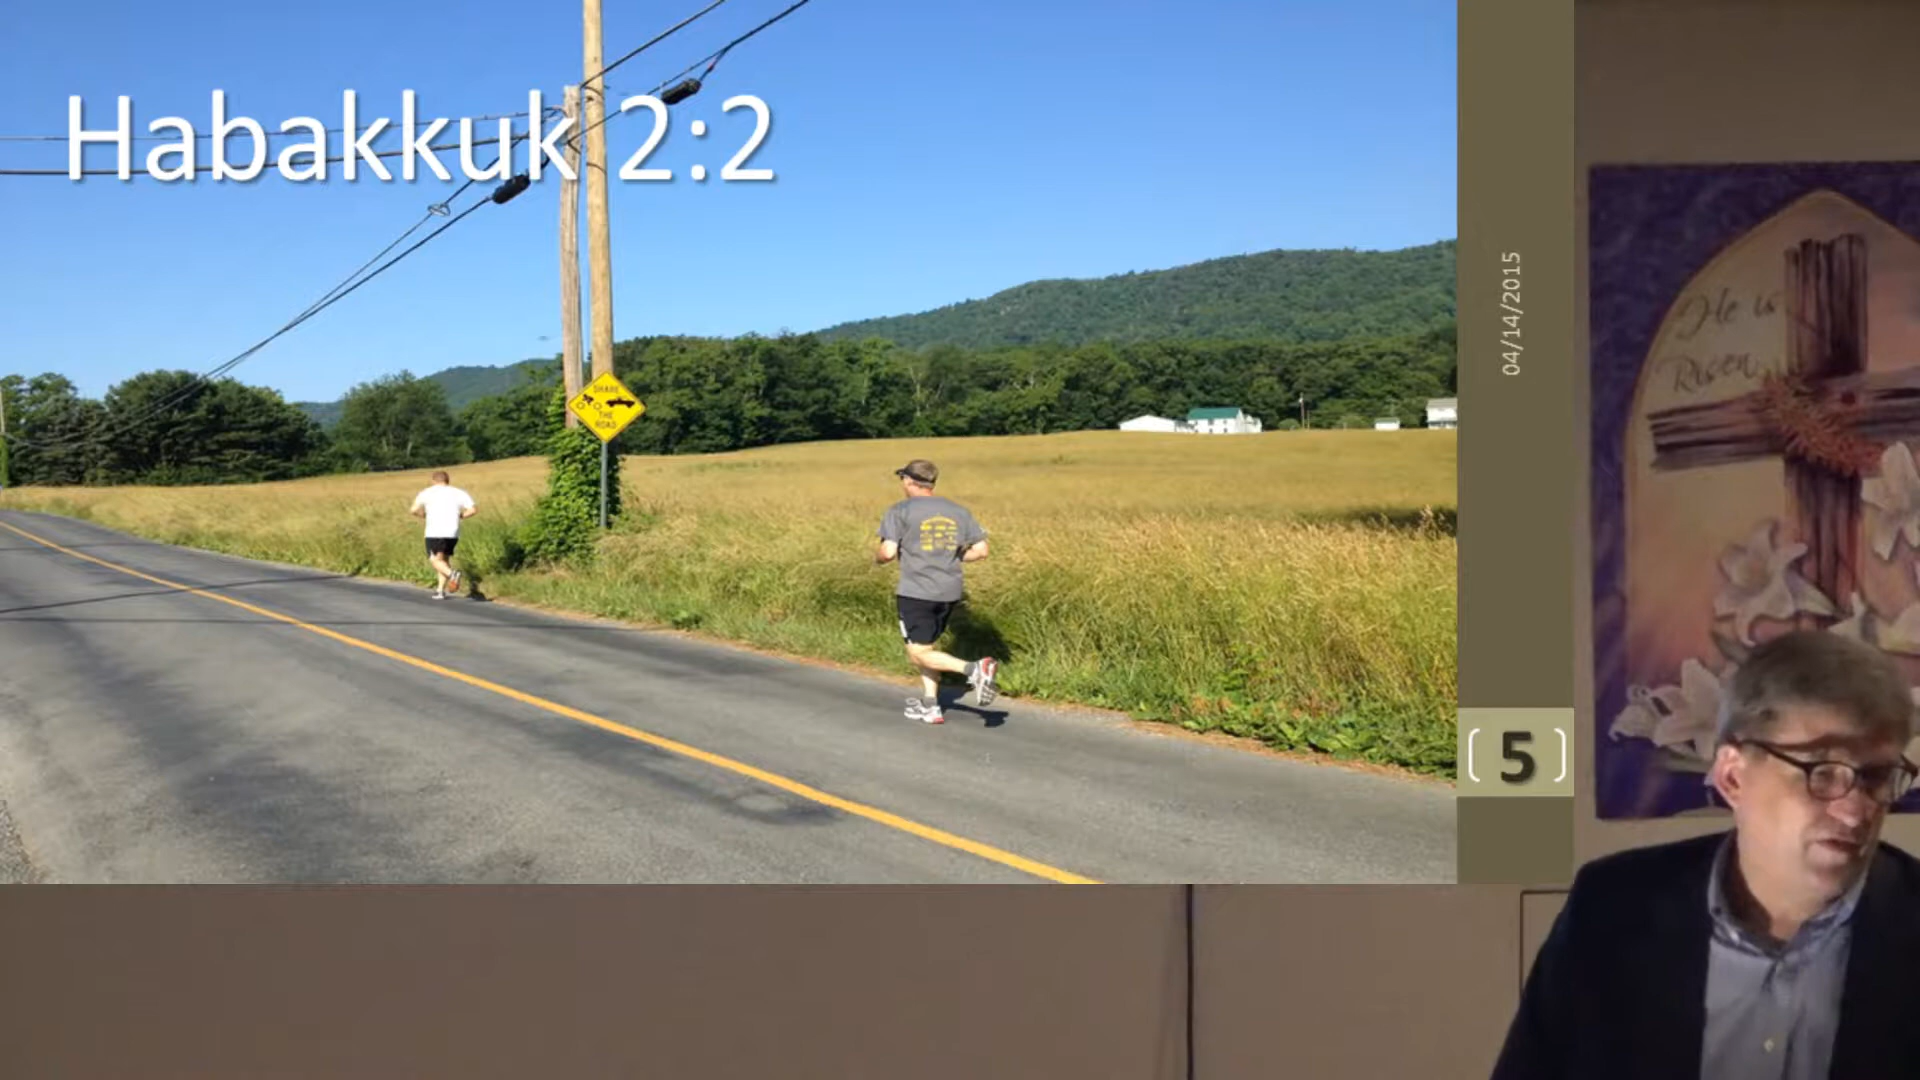 Habakkuk 2:2
SHARE
THE
ROAD
04/14/2015
5
He is
Risen